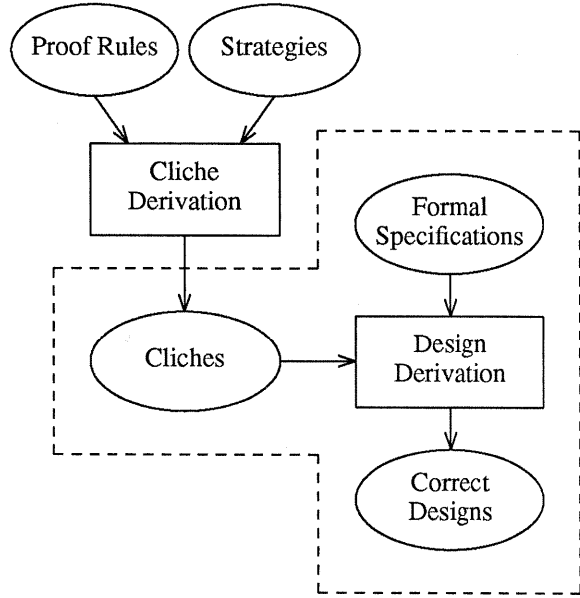 Proof Rules
Strategies
Cliche
Derivation
Formal
Specifications
Cliches
Design
Derivation
Correct
Designs